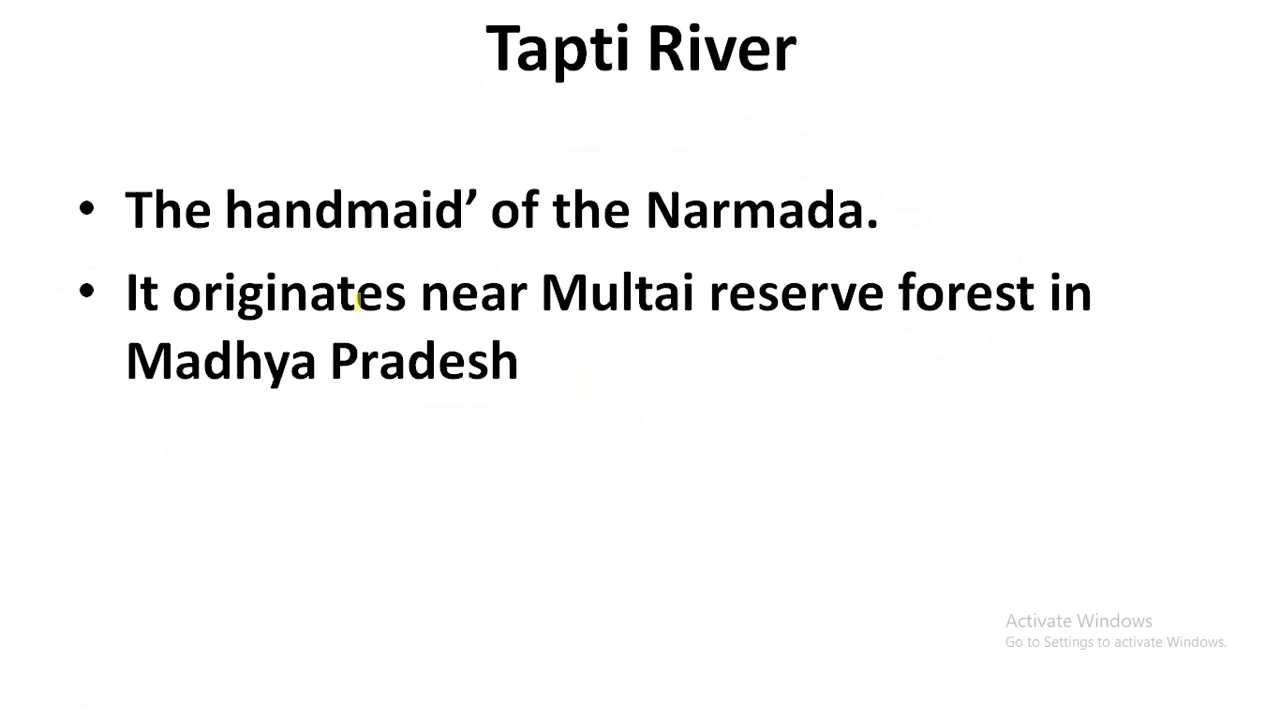 Tapti River
• The handmaid’ of the Narmada.
• It originates near Multai reserve forest in
Madhya Pradesh
Activate Windows
Go to Settings to activate Windows.